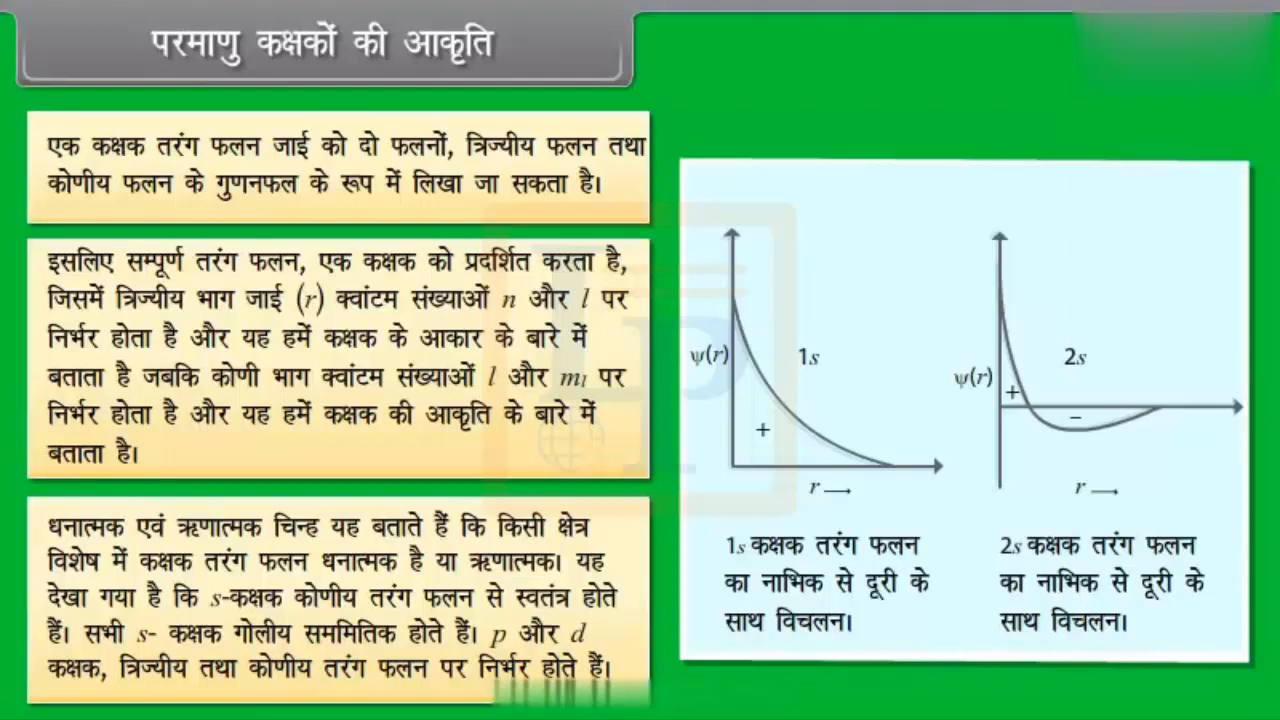 परमाणु कक्षकों की आकृति
एक कक्षक तरंग फलन जाई को दो फलनों, त्रिज्यीय फलन तथा
कोणीय फलन के गुणनफल के रूप में लिखा जा सकता है।
इसलिए सम्पूर्ण तरंग फलन, एक कक्षक को प्रदर्शित करता है,
जिसमें त्रिज्यीय भाग जाई (r) क्वांटम संख्याओं n और l पर
निर्भर होता है और यह हमें कक्षक के आकार के बारे में
बताता है जबकि कोणी भाग क्वांटम संख्याओं l और mₗ पर
निर्भर होता है और यह हमें कक्षक की आकृति के बारे में
बताता है।
धनात्मक एवं ऋणात्मक चिन्ह यह बताते हैं कि किसी क्षेत्र
विशेष में कक्षक तरंग फलन धनात्मक है या ऋणात्मक। यह
देखा गया है कि s-कक्षक कोणीय तरंग फलन से स्वतंत्र होते
हैं। सभी s- कक्षक गोलीय सममितिक होते हैं। p और d
कक्षक, त्रिज्यीय तथा कोणीय तरंग फलन पर निर्भर होते हैं।
ψ(r)
1s
+
r →
1s कक्षक तरंग फलन
का नाभिक से दूरी के
साथ विचलन।
ψ(r)
2s
+
−
r →
2s कक्षक तरंग फलन
का नाभिक से दूरी के
साथ विचलन।